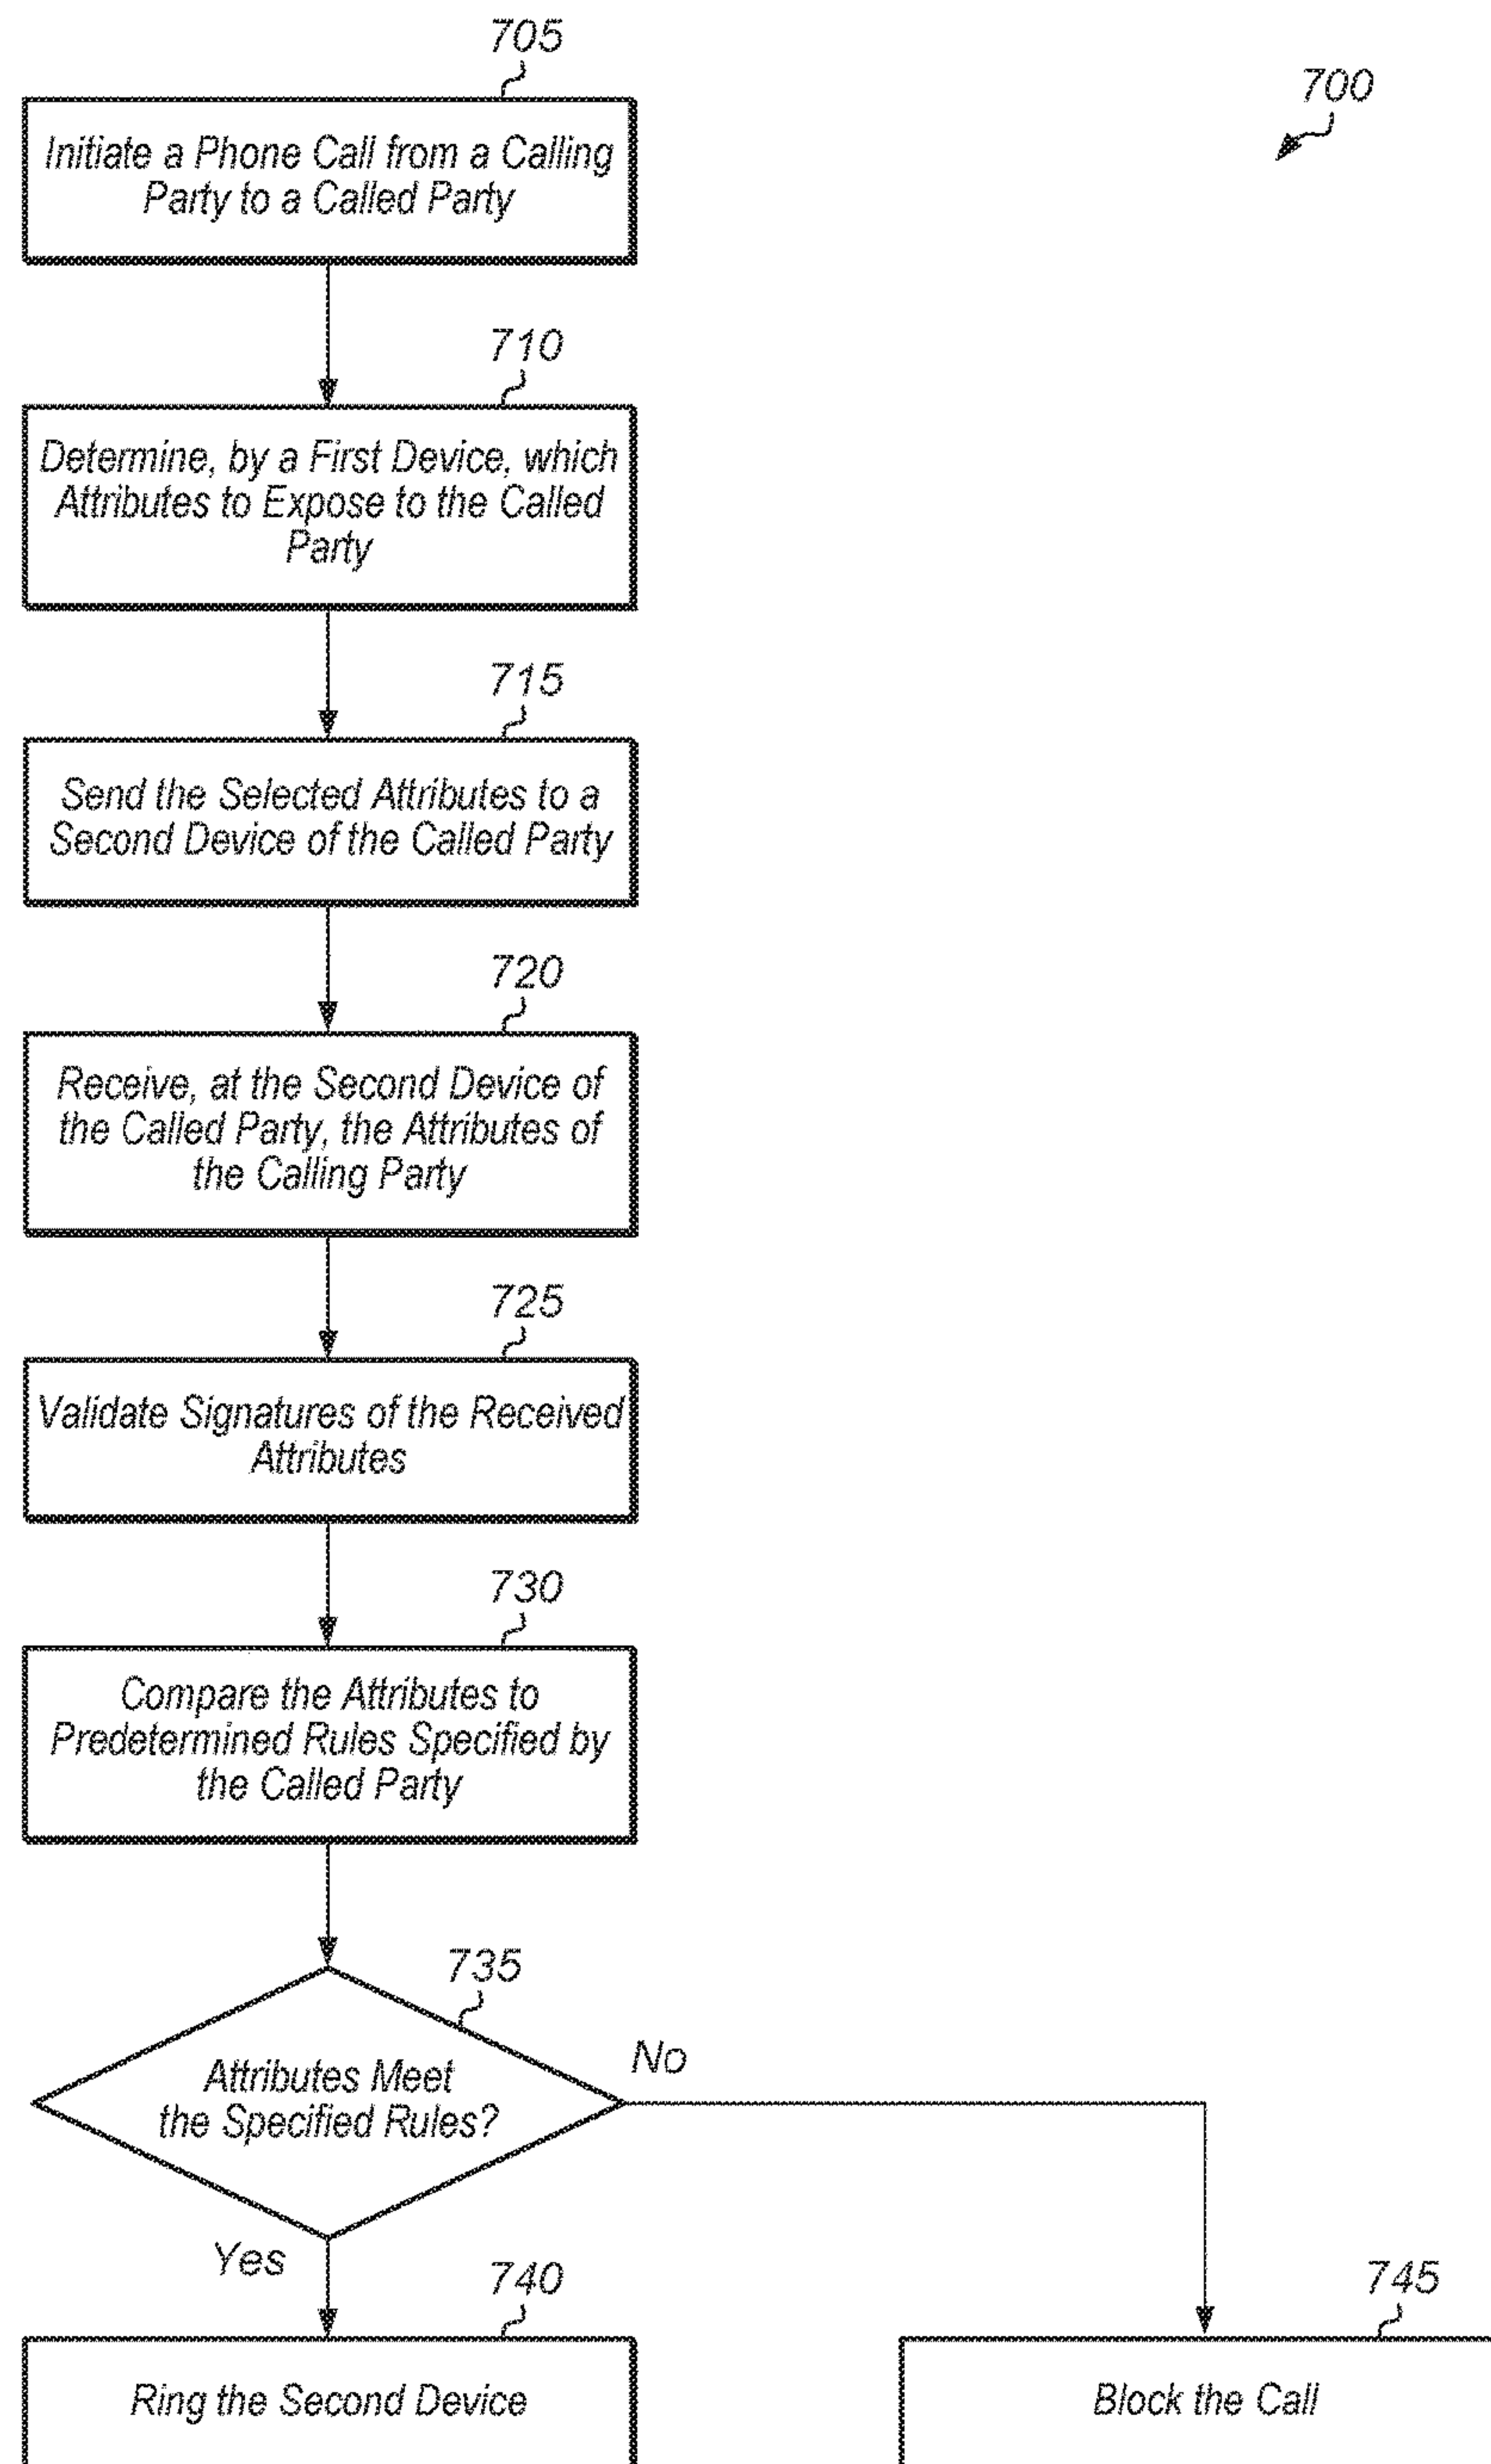 705
700
Initiate a Phone Call from a Calling
Party to a Called Party
710
Determine, by a First Device, which
Attributes to Expose to the Called
Party
715
Send the Selected Attributes to a
Second Device of the Called Party
720
Receive, at the Second Device of
the Called Party, the Attributes of
the Calling Party
725
Validate Signatures of the Received
Attributes
730
Compare the Attributes to
Predetermined Rules Specified by
the Called Party
735
Attributes Meet
the Specified Rules?
No
Yes
740
Ring the Second Device
745
Block the Call